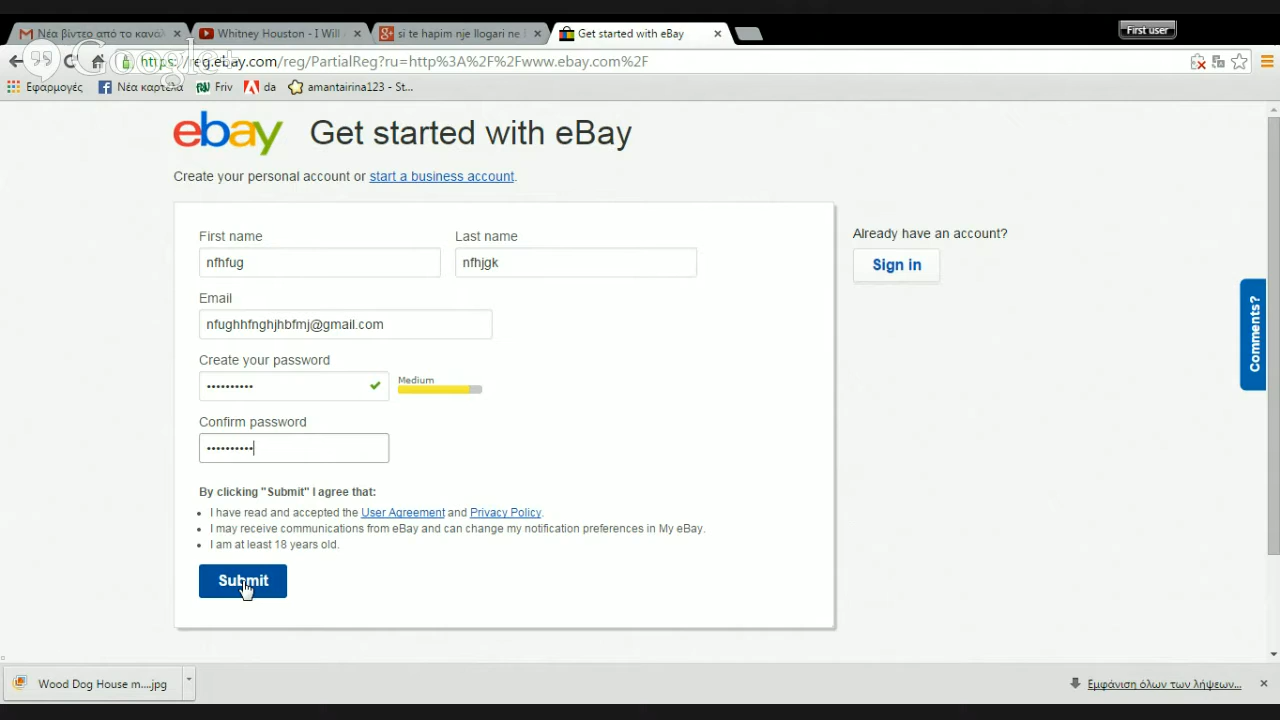 Νέα βίντεο από το κανάλ
Whitney Houston - I Will
si te hapim nje llogari ne
Get started with eBay
First user
Google+
https://reg.ebay.com/reg/PartialReg?ru=http%3A%2F%2Fwww.ebay.com%2F
Εφαρμογές
Νέα καρτέλα
Friv
da
amantairina123 - St...
ebay
Get started with eBay
Create your personal account or start a business account.
First name
Last name
Already have an account?
nfhfug
nfhjgk
Sign in
Email
nfughhfnghjhbfmj@gmail.com
Comments?
Create your password
••••••••••
Medium
Confirm password
••••••••••
By clicking "Submit" I agree that:
• I have read and accepted the User Agreement and Privacy Policy.
• I may receive communications from eBay and can change my notification preferences in My eBay.
• I am at least 18 years old.
Submit
Wood Dog House m....jpg
Εμφάνιση όλων των λήψεων...